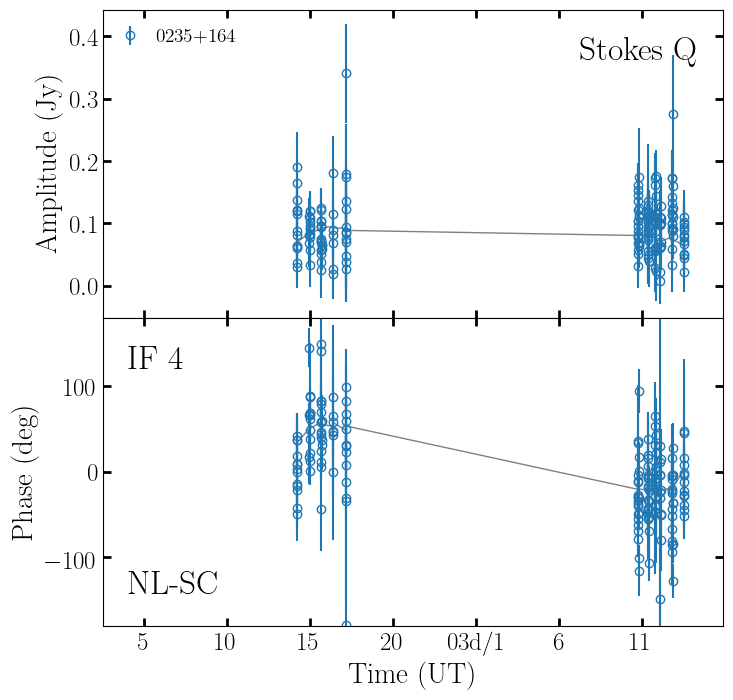 0235+164
Stokes Q
Amplitude (Jy)
0.4
0.3
0.2
0.1
0.0
IF 4
Phase (deg)
100
0
−100
NL-SC
5 10 15 20 03d/1 6 11
Time (UT)